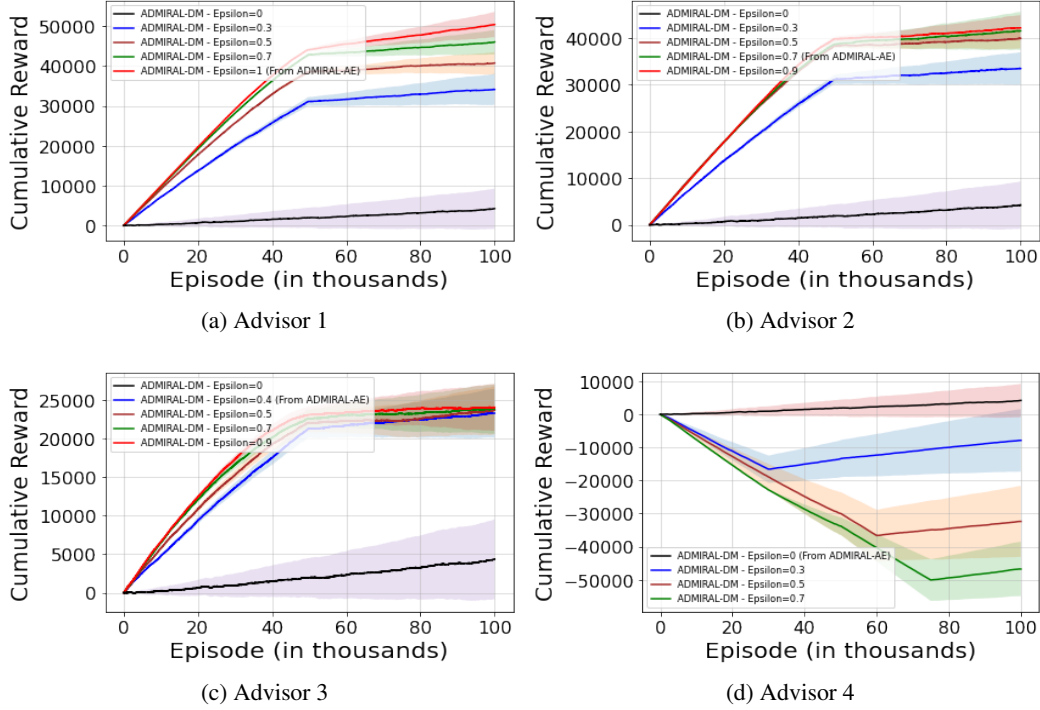 ADMIRAL-DM - Epsilon=0
ADMIRAL-DM - Epsilon=0.3
ADMIRAL-DM - Epsilon=0.5
ADMIRAL-DM - Epsilon=0.7
ADMIRAL-DM - Epsilon=1 (From ADMIRAL-AE)
Cumulative Reward
50000
40000
30000
20000
10000
0
0 20 40 60 80 100
Episode (in thousands)
(a) Advisor 1
ADMIRAL-DM - Epsilon=0
ADMIRAL-DM - Epsilon=0.3
ADMIRAL-DM - Epsilon=0.5
ADMIRAL-DM - Epsilon=0.7 (From ADMIRAL-AE)
ADMIRAL-DM - Epsilon=0.9
Cumulative Reward
40000
30000
20000
10000
0
0 20 40 60 80 100
Episode (in thousands)
(b) Advisor 2
ADMIRAL-DM - Epsilon=0
ADMIRAL-DM - Epsilon=0.4 (From ADMIRAL-AE)
ADMIRAL-DM - Epsilon=0.5
ADMIRAL-DM - Epsilon=0.7
ADMIRAL-DM - Epsilon=0.9
Cumulative Reward
25000
20000
15000
10000
5000
0
0 20 40 60 80 100
Episode (in thousands)
(c) Advisor 3
Cumulative Reward
10000
0
−10000
−20000
−30000
−40000
−50000
ADMIRAL-DM - Epsilon=0 (From ADMIRAL-AE)
ADMIRAL-DM - Epsilon=0.3
ADMIRAL-DM - Epsilon=0.5
ADMIRAL-DM - Epsilon=0.7
0 20 40 60 80 100
Episode (in thousands)
(d) Advisor 4